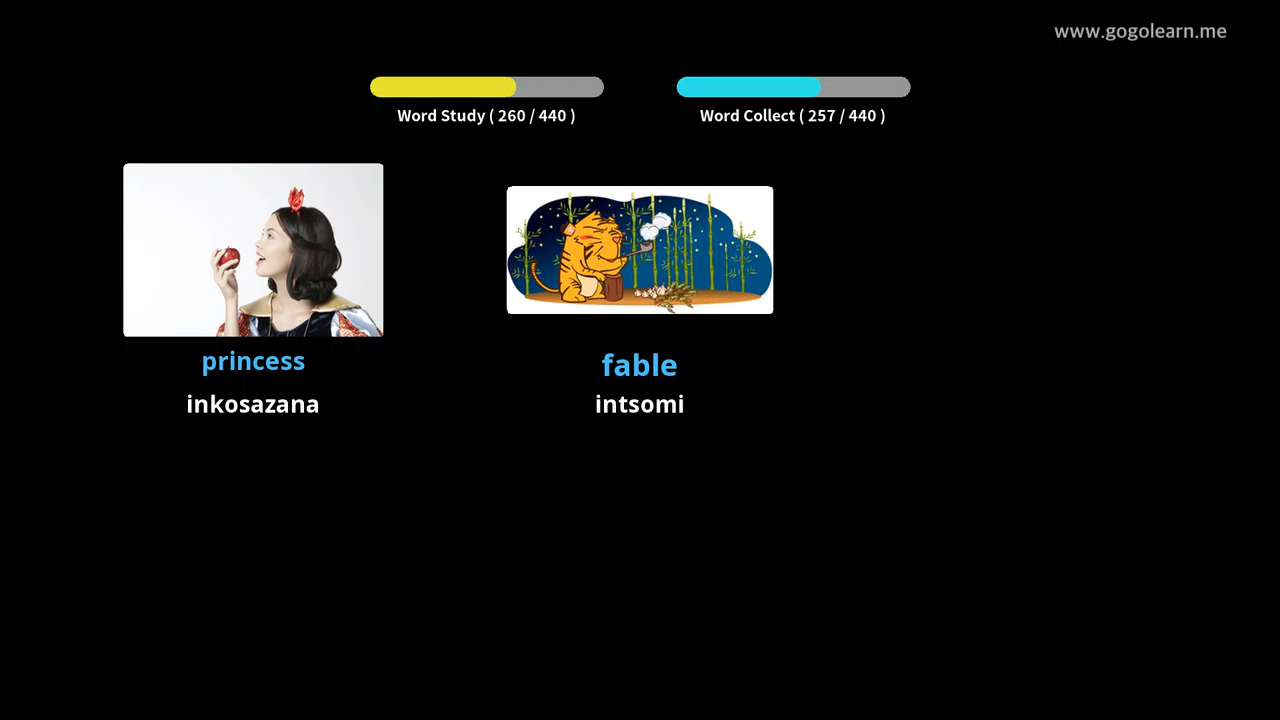 www.gogolearn.me
Word Study ( 260 / 440 )
Word Collect ( 257 / 440 )
princess
inkosazana
fable
intsomi